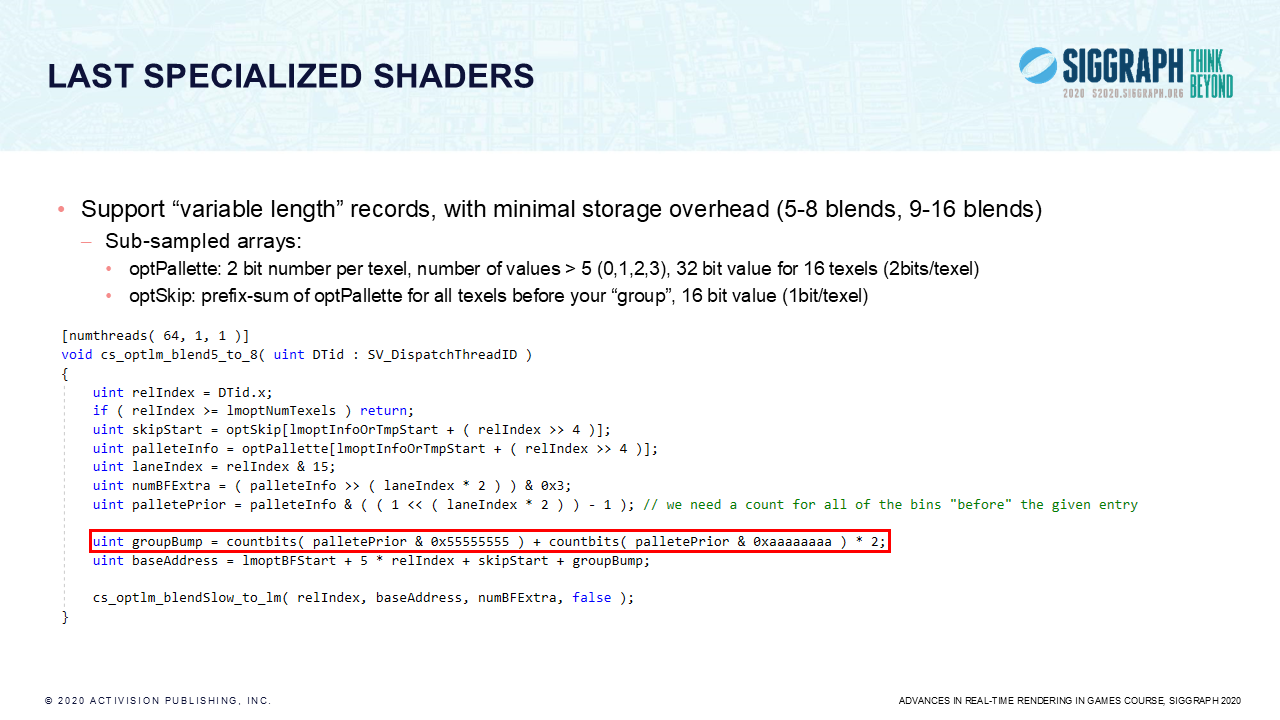 LAST SPECIALIZED SHADERS
SIGGRAPH THINK BEYOND
2020 S2020.SIGGRAPH.ORG
• Support “variable length” records, with minimal storage overhead (5-8 blends, 9-16 blends)
– Sub-sampled arrays:
• optPallette: 2 bit number per texel, number of values > 5 (0,1,2,3), 32 bit value for 16 texels (2bits/texel)
• optSkip: prefix-sum of optPallette for all texels before your “group”, 16 bit value (1bit/texel)
[numthreads( 64, 1, 1 )]
void cs_optlm_blend5_to_8( uint DTid : SV_DispatchThreadID )
{
    uint relIndex = DTid.x;
    if ( relIndex >= lmoptNumTexels ) return;
    uint skipStart = optSkip[lmoptInfoOrTmpStart + ( relIndex >> 4 )];
    uint palleteInfo = optPallette[lmoptInfoOrTmpStart + ( relIndex >> 4 )];
    uint laneIndex = relIndex & 15;
    uint numBFExtra = ( palleteInfo >> ( laneIndex * 2 ) ) & 0x3;
    uint palletePrior = palleteInfo & ( ( 1 << ( laneIndex * 2 ) ) - 1 ); // we need a count for all of the bins "before" the given entry
    uint groupBump = countbits( palletePrior & 0x55555555 ) + countbits( palletePrior & 0xaaaaaaaa ) * 2;
    uint baseAddress = lmoptBFStart + 5 * relIndex + skipStart + groupBump;
    cs_optlm_blendSlow_to_lm( relIndex, baseAddress, numBFExtra, false );
}
© 2020 ACTIVISION PUBLISHING, INC.
ADVANCES IN REAL-TIME RENDERING IN GAMES COURSE, SIGGRAPH 2020